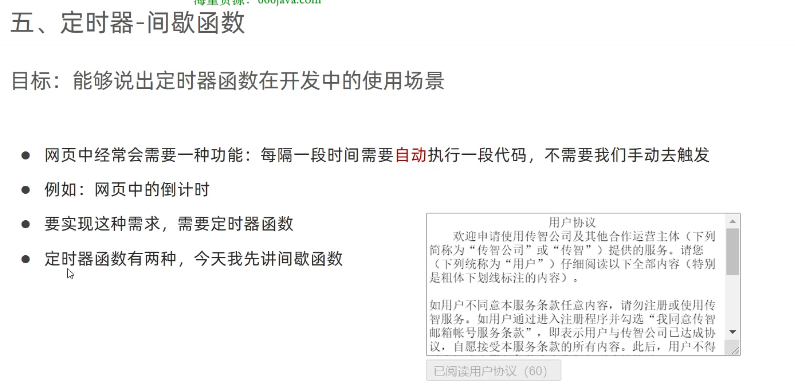 海量资源：666java.com
五、定时器-间歇函数
目标：能够说出定时器函数在开发中的使用场景
网页中经常会需要一种功能：每隔一段时间需要自动执行一段代码，不需要我们手动去触发
例如：网页中的倒计时
要实现这种需求，需要定时器函数
定时器函数有两种，今天我先讲间歇函数
用户协议
欢迎申请使用传智公司及其他合作运营主体（下列
简称为“传智公司”或“传智”）提供的服务。请您
（下列统称为“用户”）仔细阅读以下全部内容（特别
是粗体下划线标注的内容）。
如用户不同意本服务条款任意内容，请勿注册或使用传
智服务。如用户通过进入注册程序并勾选“我同意传智
邮箱帐号服务条款”，即表示用户与传智公司已达成协
议，自愿接受本服务条款的所有内容。此后，用户不得
已阅读用户协议（60）